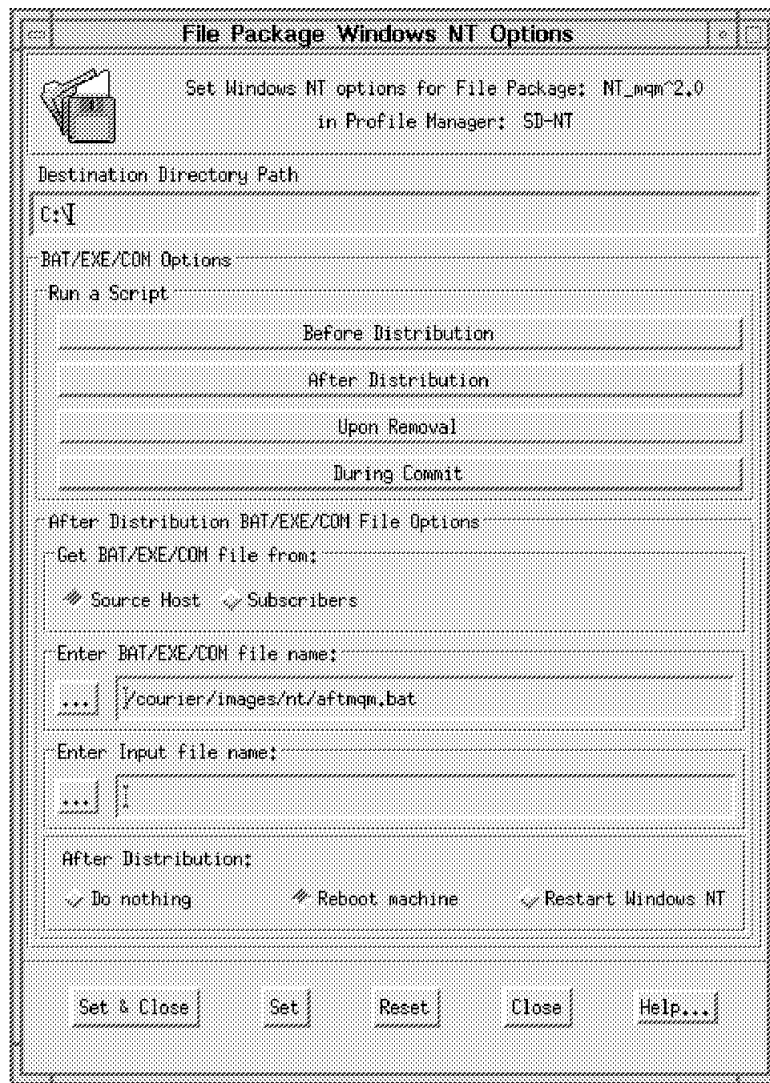 File Package Windows NT Options
Set Windows NT options for File Package: NT_mqm^2.0
in Profile Manager: SD-NT
Destination Directory Path
C:\
BAT/EXE/COM Options
Run a Script
Before Distribution
After Distribution
Upon Removal
During Commit
After Distribution BAT/EXE/COM File Options
Get BAT/EXE/COM file from:
Source Host Subscribers
Enter BAT/EXE/COM file name:
... /courier/images/nt/aftmqm.bat
Enter Input file name:
...
After Distribution:
Do nothing Reboot machine Restart Windows NT
Set & Close Set Reset Close Help...